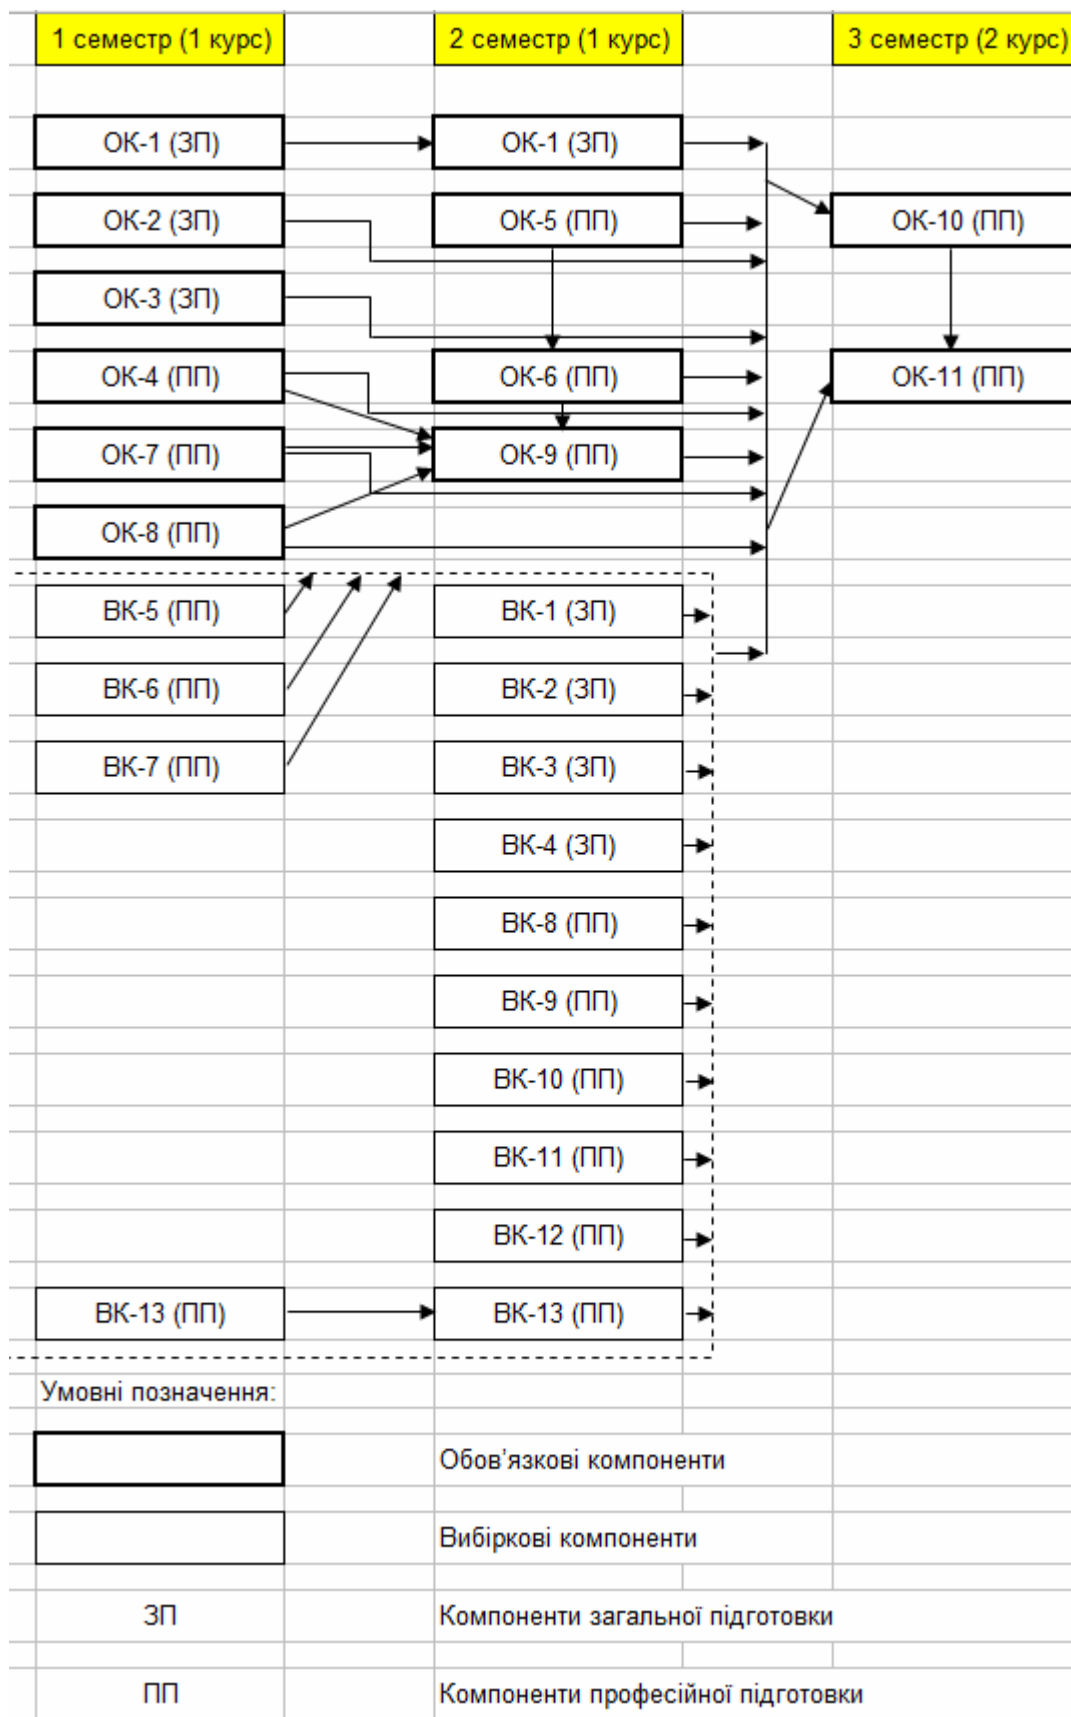 1 семестр (1 курс) 2 семестр (1 курс) 3 семестр (2 курс)
ОК-1 (ЗП) ОК-1 (ЗП)
ОК-2 (ЗП) ОК-5 (ПП) ОК-10 (ПП)
ОК-3 (ЗП)
ОК-4 (ПП) ОК-6 (ПП) ОК-11 (ПП)
ОК-7 (ПП) ОК-9 (ПП)
ОК-8 (ПП)
ВК-5 (ПП) ВК-1 (ЗП)
ВК-6 (ПП) ВК-2 (ЗП)
ВК-7 (ПП) ВК-3 (ЗП)
ВК-4 (ЗП)
ВК-8 (ПП)
ВК-9 (ПП)
ВК-10 (ПП)
ВК-11 (ПП)
ВК-12 (ПП)
ВК-13 (ПП) ВК-13 (ПП)
Умовні позначення:
Обов’язкові компоненти
Вибіркові компоненти
ЗП Компоненти загальної підготовки
ПП Компоненти професійної підготовки